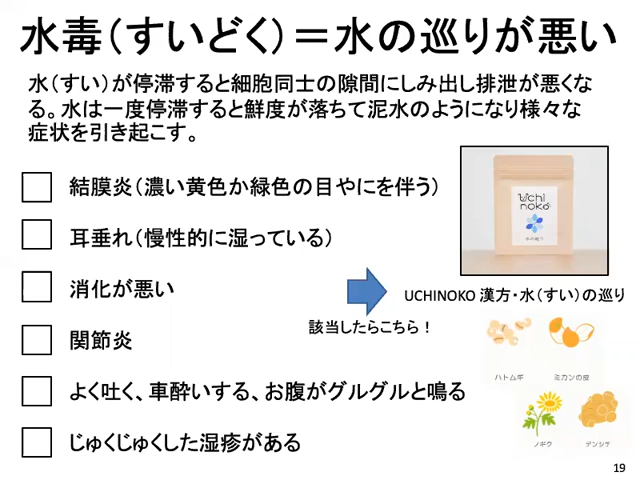 水毒（すいどく）＝水の巡りが悪い
水（すい）が停滞すると細胞同士の隙間にしみ出し排泄が悪くな
る。水は一度停滞すると鮮度が落ちて泥水のようになり様々な
症状を引き起こす。
結膜炎（濃い黄色か緑色の目やにを伴う）
耳垂れ（慢性的に湿っている）
消化が悪い
関節炎
よく吐く、車酔いする、お腹がグルグルと鳴る
じゅくじゅくした湿疹がある
該当したらこちら！
Uchi
noko
水の巡り
UCHINOKO 漢方・水（すい）の巡り
ハトムギ
ミカンの皮
ノギク
デンシチ
19